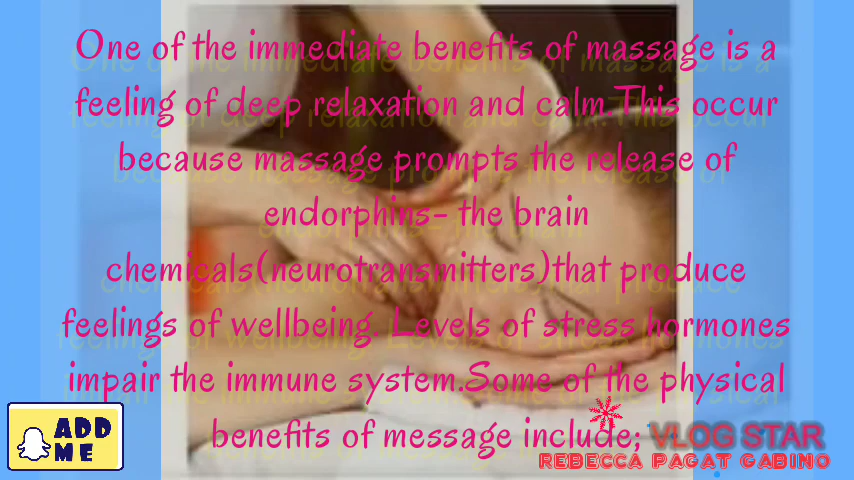 One of the immediate benefits of massage is a
feeling of deep relaxation and calm.This occur
because massage prompts the release of
endorphins- the brain
chemicals(neurotransmitters)that produce
feelings of wellbeing. Levels of stress hormones
impair the immune system.Some of the physical
benefits of message include;
ADD
ME
VLOG STAR
REBECCA PAGAT GABINO